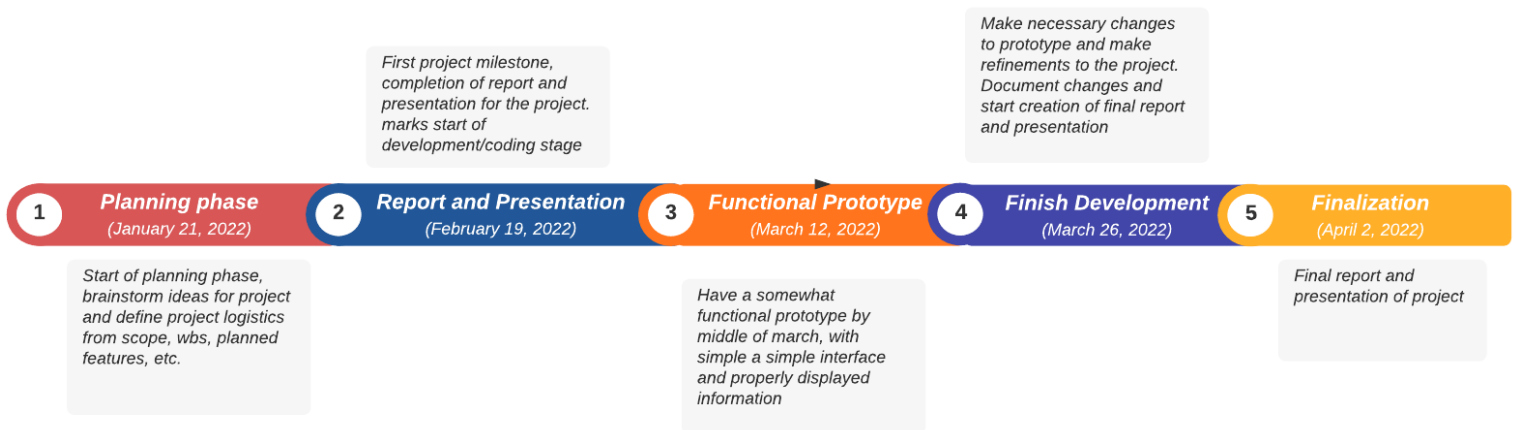 1
Planning phase
(January 21, 2022)
Start of planning phase,
brainstorm ideas for project
and define project logistics
from scope, wbs, planned
features, etc.
First project milestone,
completion of report and
presentation for the project.
marks start of
development/coding stage
2
Report and Presentation
(February 19, 2022)
3
Functional Prototype
(March 12, 2022)
Have a somewhat
functional prototype by
middle of march, with
simple a simple interface
and properly displayed
information
Make necessary changes
to prototype and make
refinements to the project.
Document changes and
start creation of final report
and presentation
4
Finish Development
(March 26, 2022)
5
Finalization
(April 2, 2022)
Final report and
presentation of project